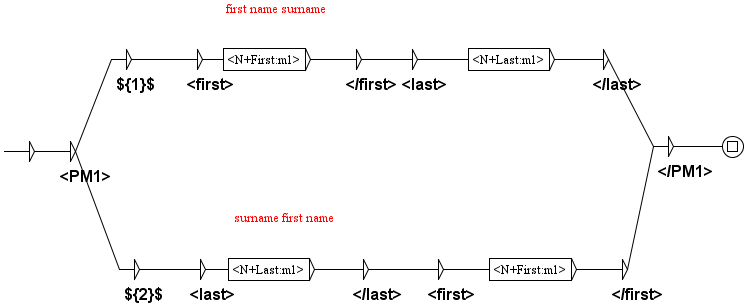 first name surname
<N+First:m1>
<N+Last:m1>
${1}$
<first>
</first>
<last>
</last>
<PM1>
</PM1>
surname first name
<N+Last:m1>
<N+First:m1>
${2}$
<last>
</last>
<first>
</first>